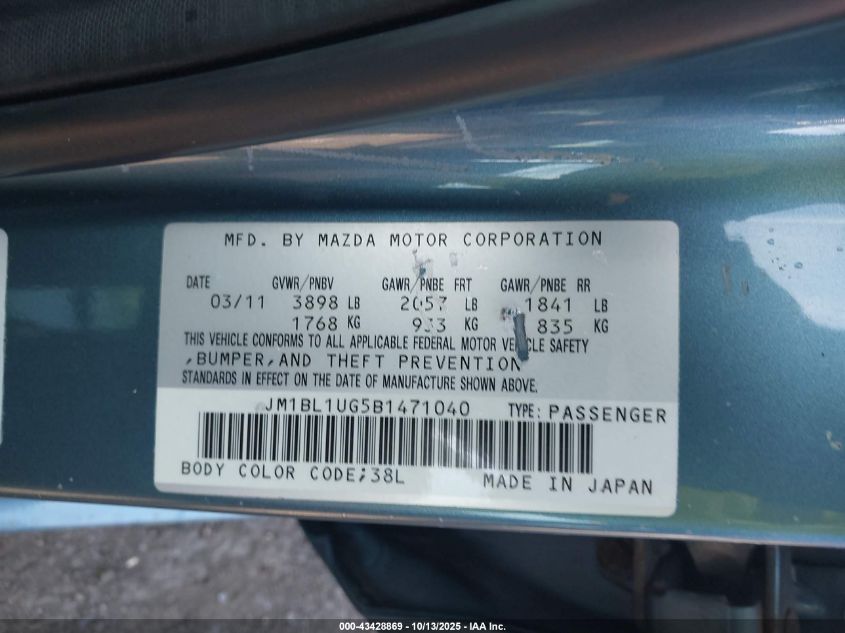 MFD. BY MAZDA MOTOR CORPORATION
DATE GVWR/PNBV GAWR/PNBE FRT GAWR/PNBE RR
03/11 3898 LB 2057 LB 1841 LB
1768 KG 933 KG 835 KG
THIS VEHICLE CONFORMS TO ALL APPLICABLE FEDERAL MOTOR VEHICLE SAFETY
,BUMPER,AND THEFT PREVENTION
STANDARDS IN EFFECT ON THE DATE OF MANUFACTURE SHOWN ABOVE.
JM1BL1UG5B1471040 TYPE: PASSENGER
BODY COLOR CODE;38L MADE IN JAPAN
000-43428869 - 10/13/2025 - IAA Inc.